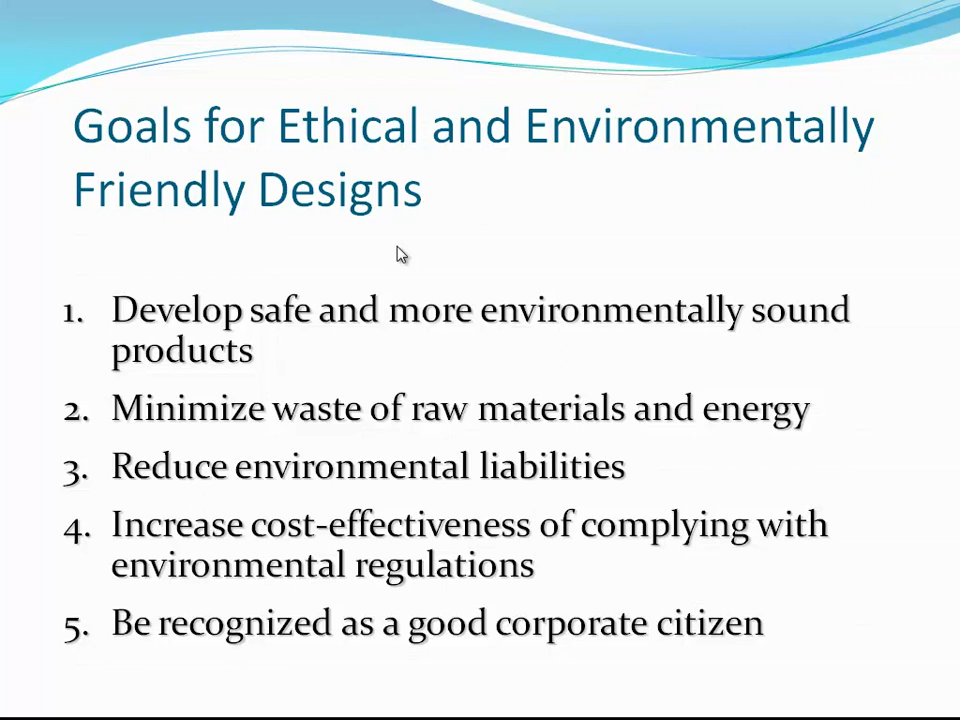 Goals for Ethical and Environmentally
Friendly Designs
1. Develop safe and more environmentally sound
products
2. Minimize waste of raw materials and energy
3. Reduce environmental liabilities
4. Increase cost-effectiveness of complying with
environmental regulations
5. Be recognized as a good corporate citizen